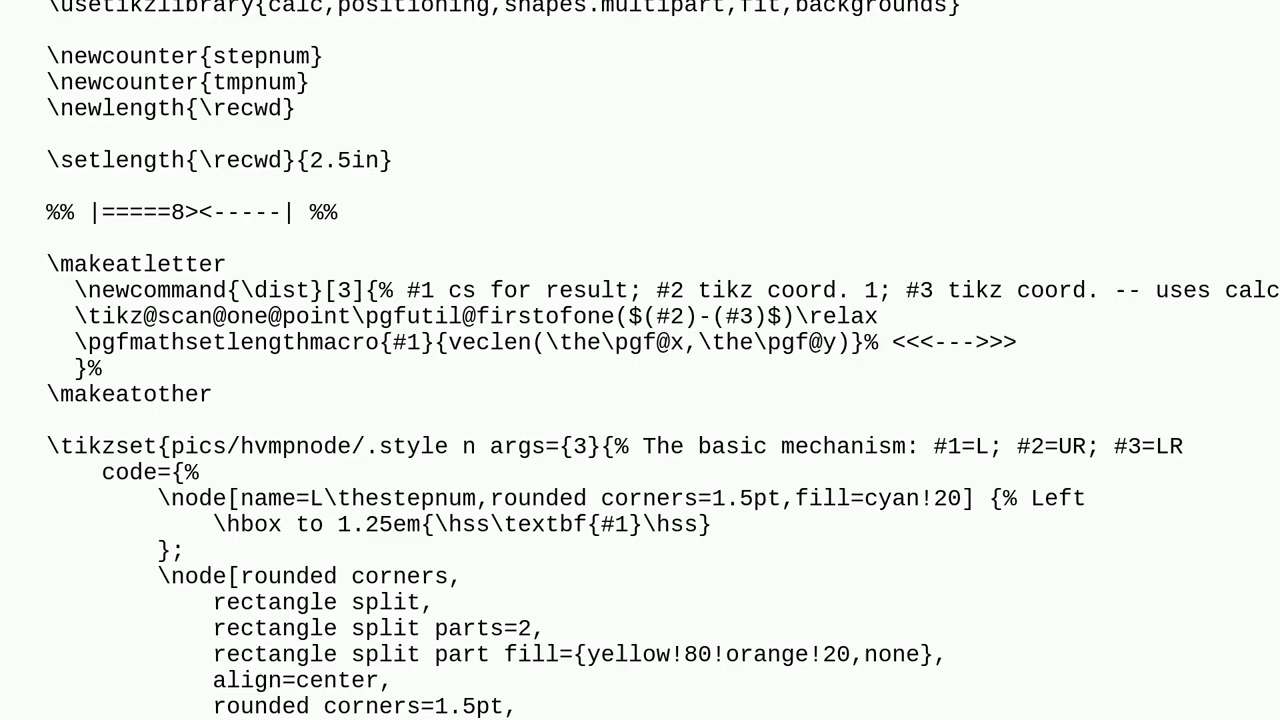 \usetikzlibrary{calc,positioning,shapes.multipart,fit,backgrounds}
\newcounter{stepnum}
\newcounter{tmpnum}
\newlength{\recwd}
\setlength{\recwd}{2.5in}
%% |=====8><-----| %%
\makeatletter
\newcommand{\dist}[3]{% #1 cs for result; #2 tikz coord. 1; #3 tikz coord. -- uses calc
\tikz@scan@one@point\pgfutil@firstofone($(#2)-(#3)$)\relax
\pgfmathsetlengthmacro{#1}{veclen(\the\pgf@x,\the\pgf@y)}% <<<--->>>
}%
\makeatother
\tikzset{pics/hvmpnode/.style n args={3}{% The basic mechanism: #1=L; #2=UR; #3=LR
code={%
\node[name=L\thestepnum,rounded corners=1.5pt,fill=cyan!20] {% Left
\hbox to 1.25em{\hss\textbf{#1}\hss}
};
\node[rounded corners,
rectangle split,
rectangle split parts=2,
rectangle split part fill={yellow!80!orange!20,none},
align=center,
rounded corners=1.5pt,